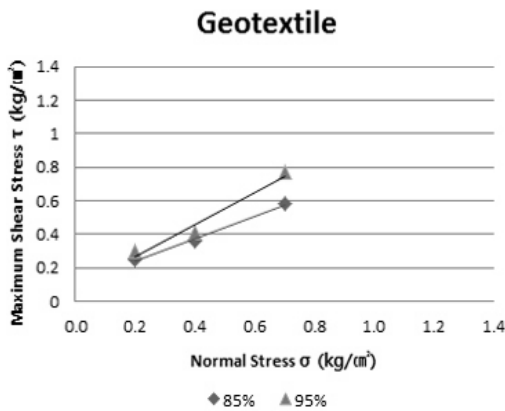 Geotextile
Maximum Shear Stress τ (kg/㎠)
1.4
1.2
1
0.8
0.6
0.4
0.2
0
0.0 0.2 0.4 0.6 0.8 1.0 1.2 1.4
Normal Stress σ (kg/㎠)
85% 95%